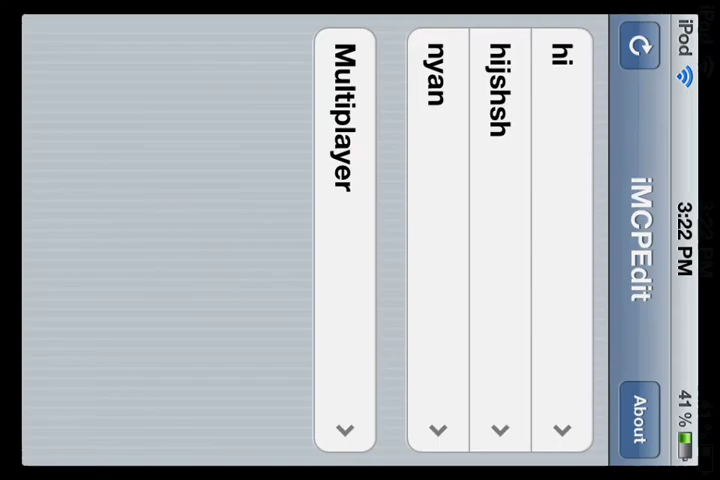 iPod 3:22 PM 41 %
iMCPEdit About
hi
hijshsh
nyan
Multiplayer